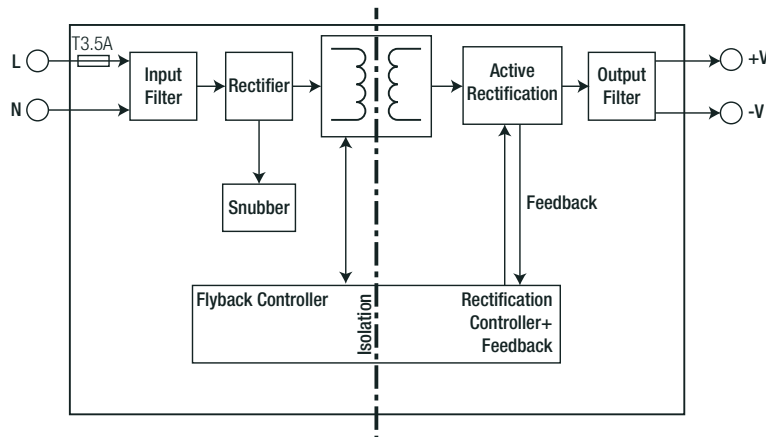 T3.5A
L
N
Input
Filter
Rectifier
Snubber
Active
Rectification
Output
Filter
+V
-V
Feedback
Flyback Controller
Isolation
Rectification
Controller+
Feedback